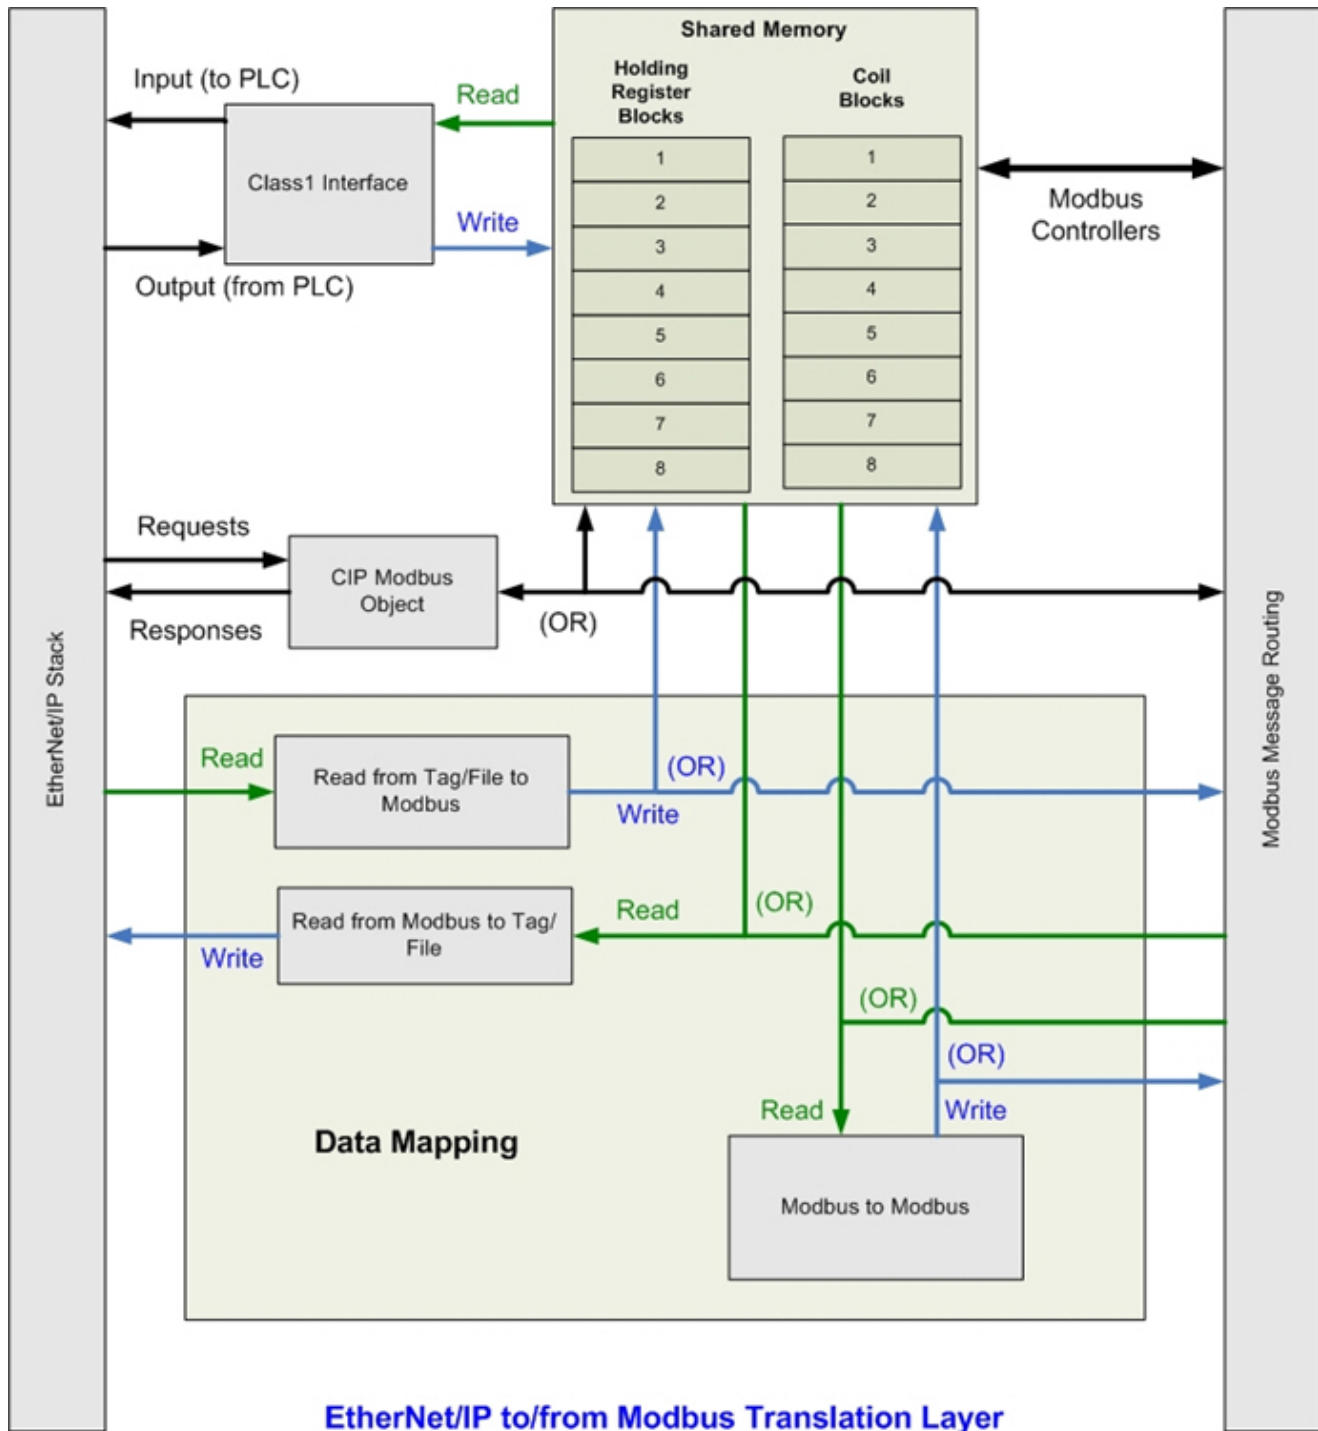 Shared Memory
Holding
Register
Blocks
Coil
Blocks
1
2
3
4
5
6
7
8
1
2
3
4
5
6
7
8
Input (to PLC)
Read
Class1 Interface
Write
Output (from PLC)
Modbus
Controllers
Requests
CIP Modbus
Object
Responses
(OR)
EtherNet/IP Stack
Modbus Message Routing
Read
Read from Tag/File to
Modbus
(OR)
Write
Read from Modbus to Tag/
File
Read
(OR)
Write
(OR)
(OR)
Read
Write
Data Mapping
Modbus to Modbus
EtherNet/IP to/from Modbus Translation Layer